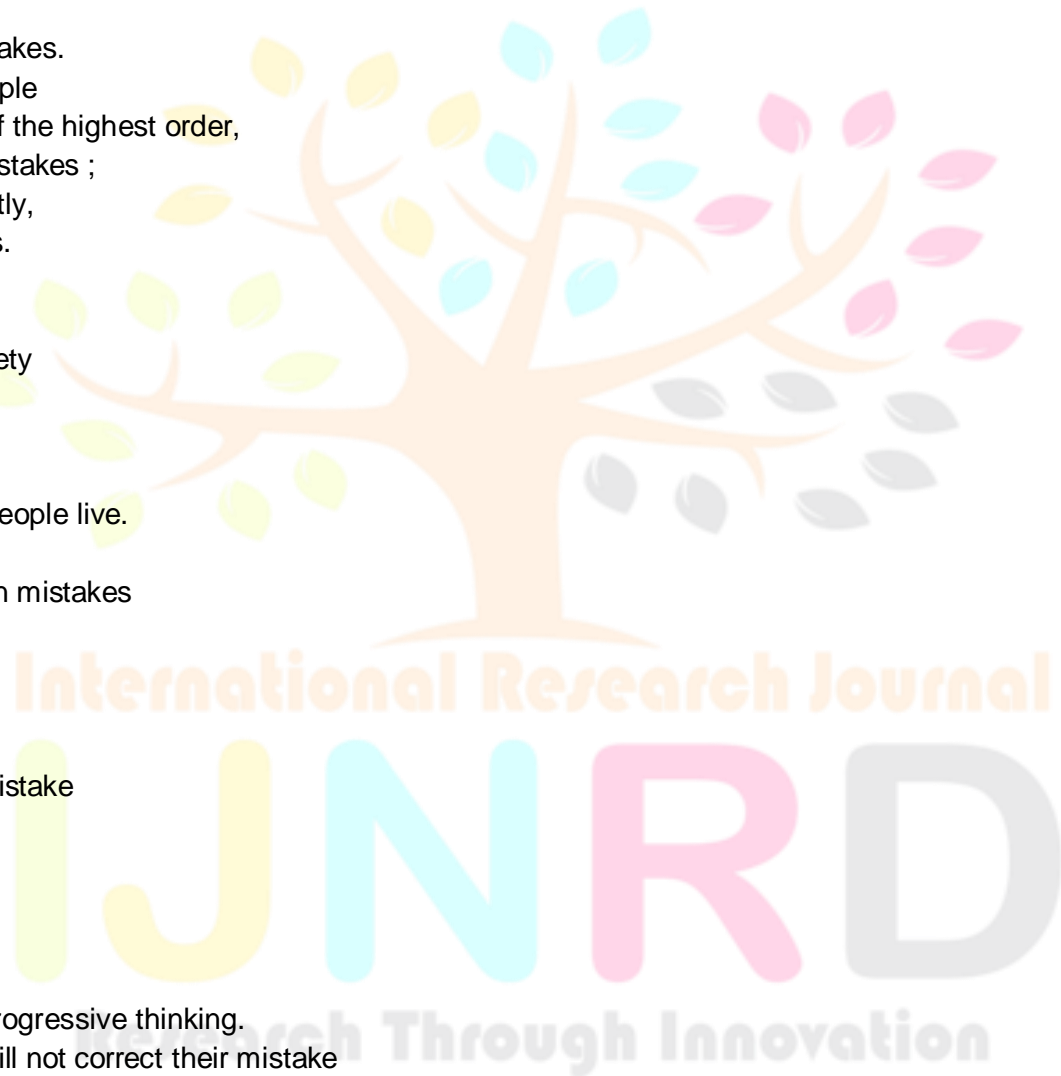 akes.
ple
f the highest order,
stakes ;
tly,
s.
ety
eople live.
n mistakes
International Research Journal
istake
IJNRD
rogressive thinking.
Research Through Innovation
ill not correct their mistake